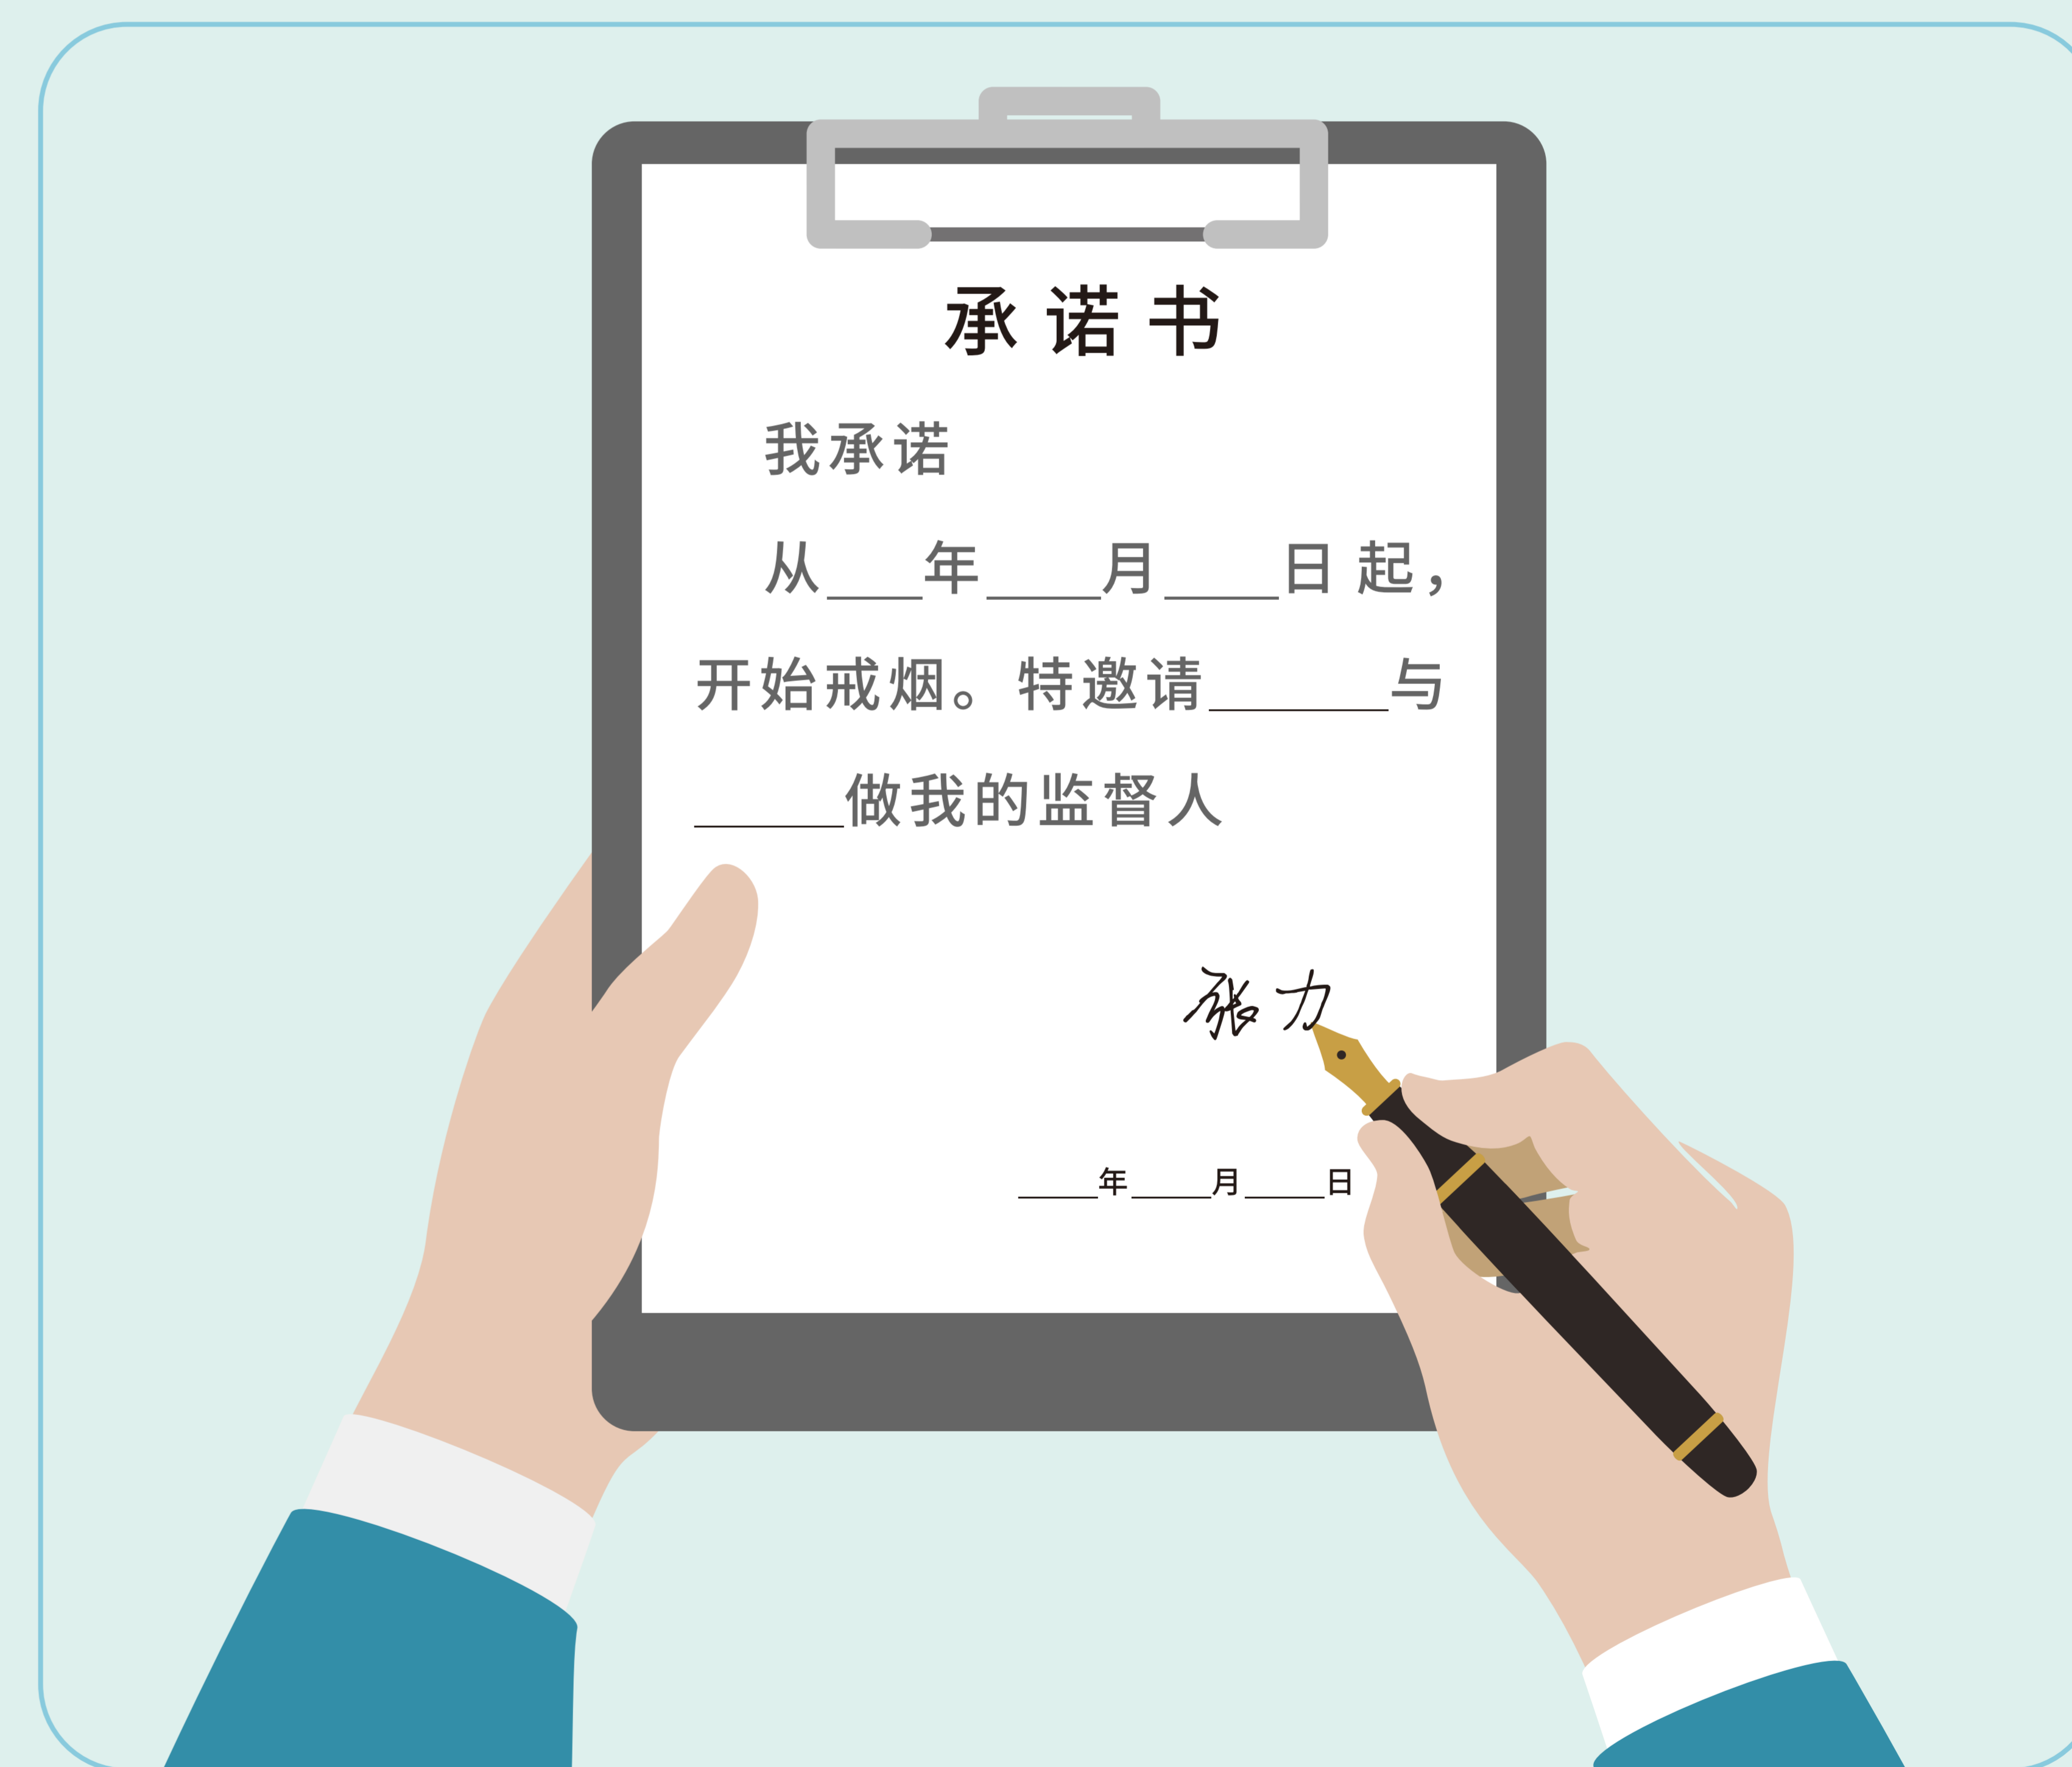 承诺书
我承诺
从____年____月____日起,
开始戒烟。 特邀请____与
____做我的监督人
张力
____年____月____日